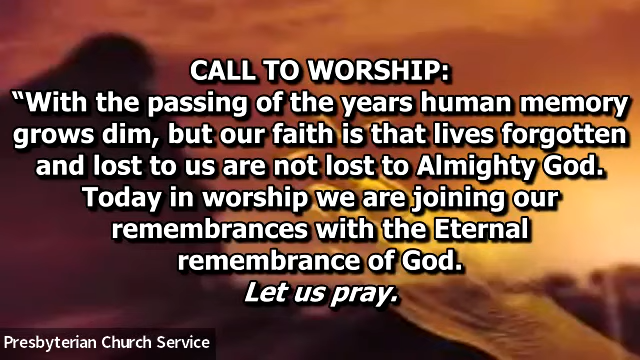 CALL TO WORSHIP:
“With the passing of the years human memory
grows dim, but our faith is that lives forgotten
and lost to us are not lost to Almighty God.
Today in worship we are joining our
remembrances with the Eternal
remembrance of God.
Let us pray.
Presbyterian Church Service